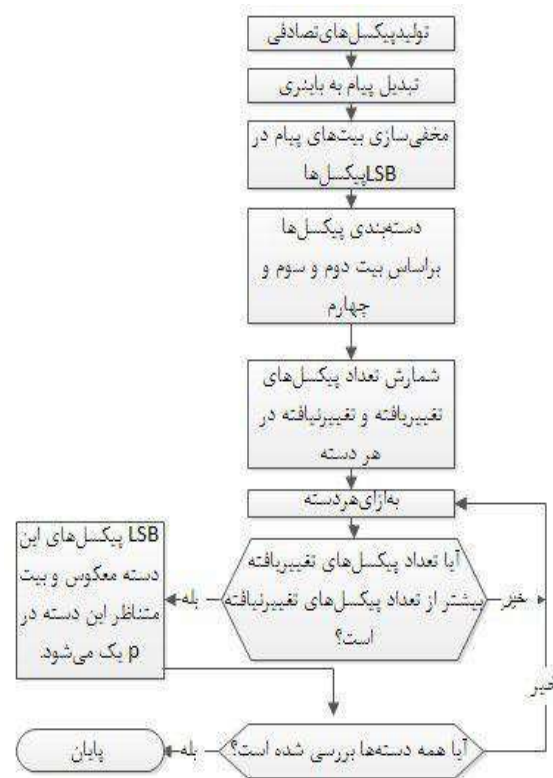 تولیدپیکسل‌های‌تصادفی
تبدیل پیام به باینری
مخفی‌سازی بیت‌های پیام در
LSBپیکسل‌ها
دسته‌بندی پیکسل‌ها
براساس بیت دوم و سوم و
چهارم
شمارش تعداد پیکسل‌های
تغییریافته و تغییرنیافته در
هر دسته
به‌ازای‌هردسته
آیا تعداد پیکسل‌های تغییریافته
بیشتر از تعداد پیکسل‌های تغییرنیافته
است؟
خیر
بله
LSB پیکسل‌های این
دسته معکوس و بیت
متناظر این دسته در
p یک می‌شود.
خیر
آیا همه دسته‌ها بررسی شده است؟
بله
پایان